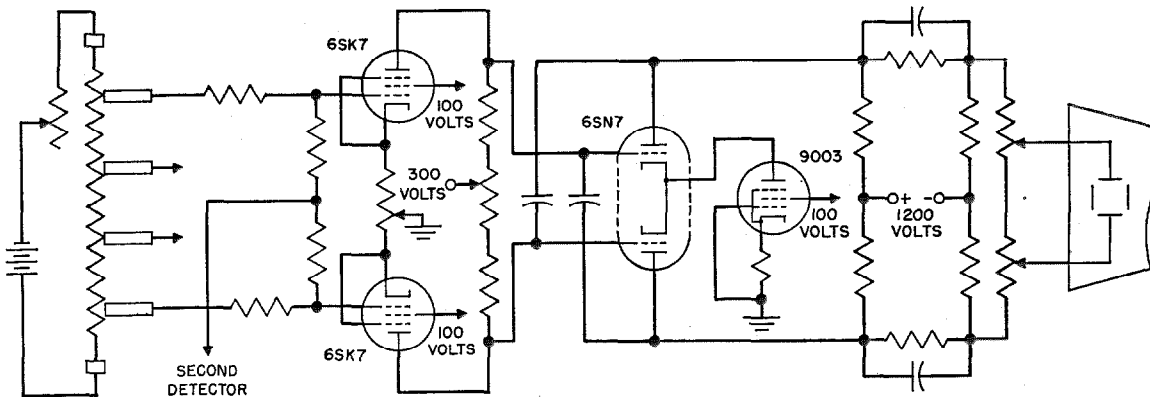 6SK7
100
VOLTS
300
VOLTS
6SN7
9003
100
VOLTS
+ -
1200
VOLTS
100
VOLTS
6SK7
SECOND
DETECTOR